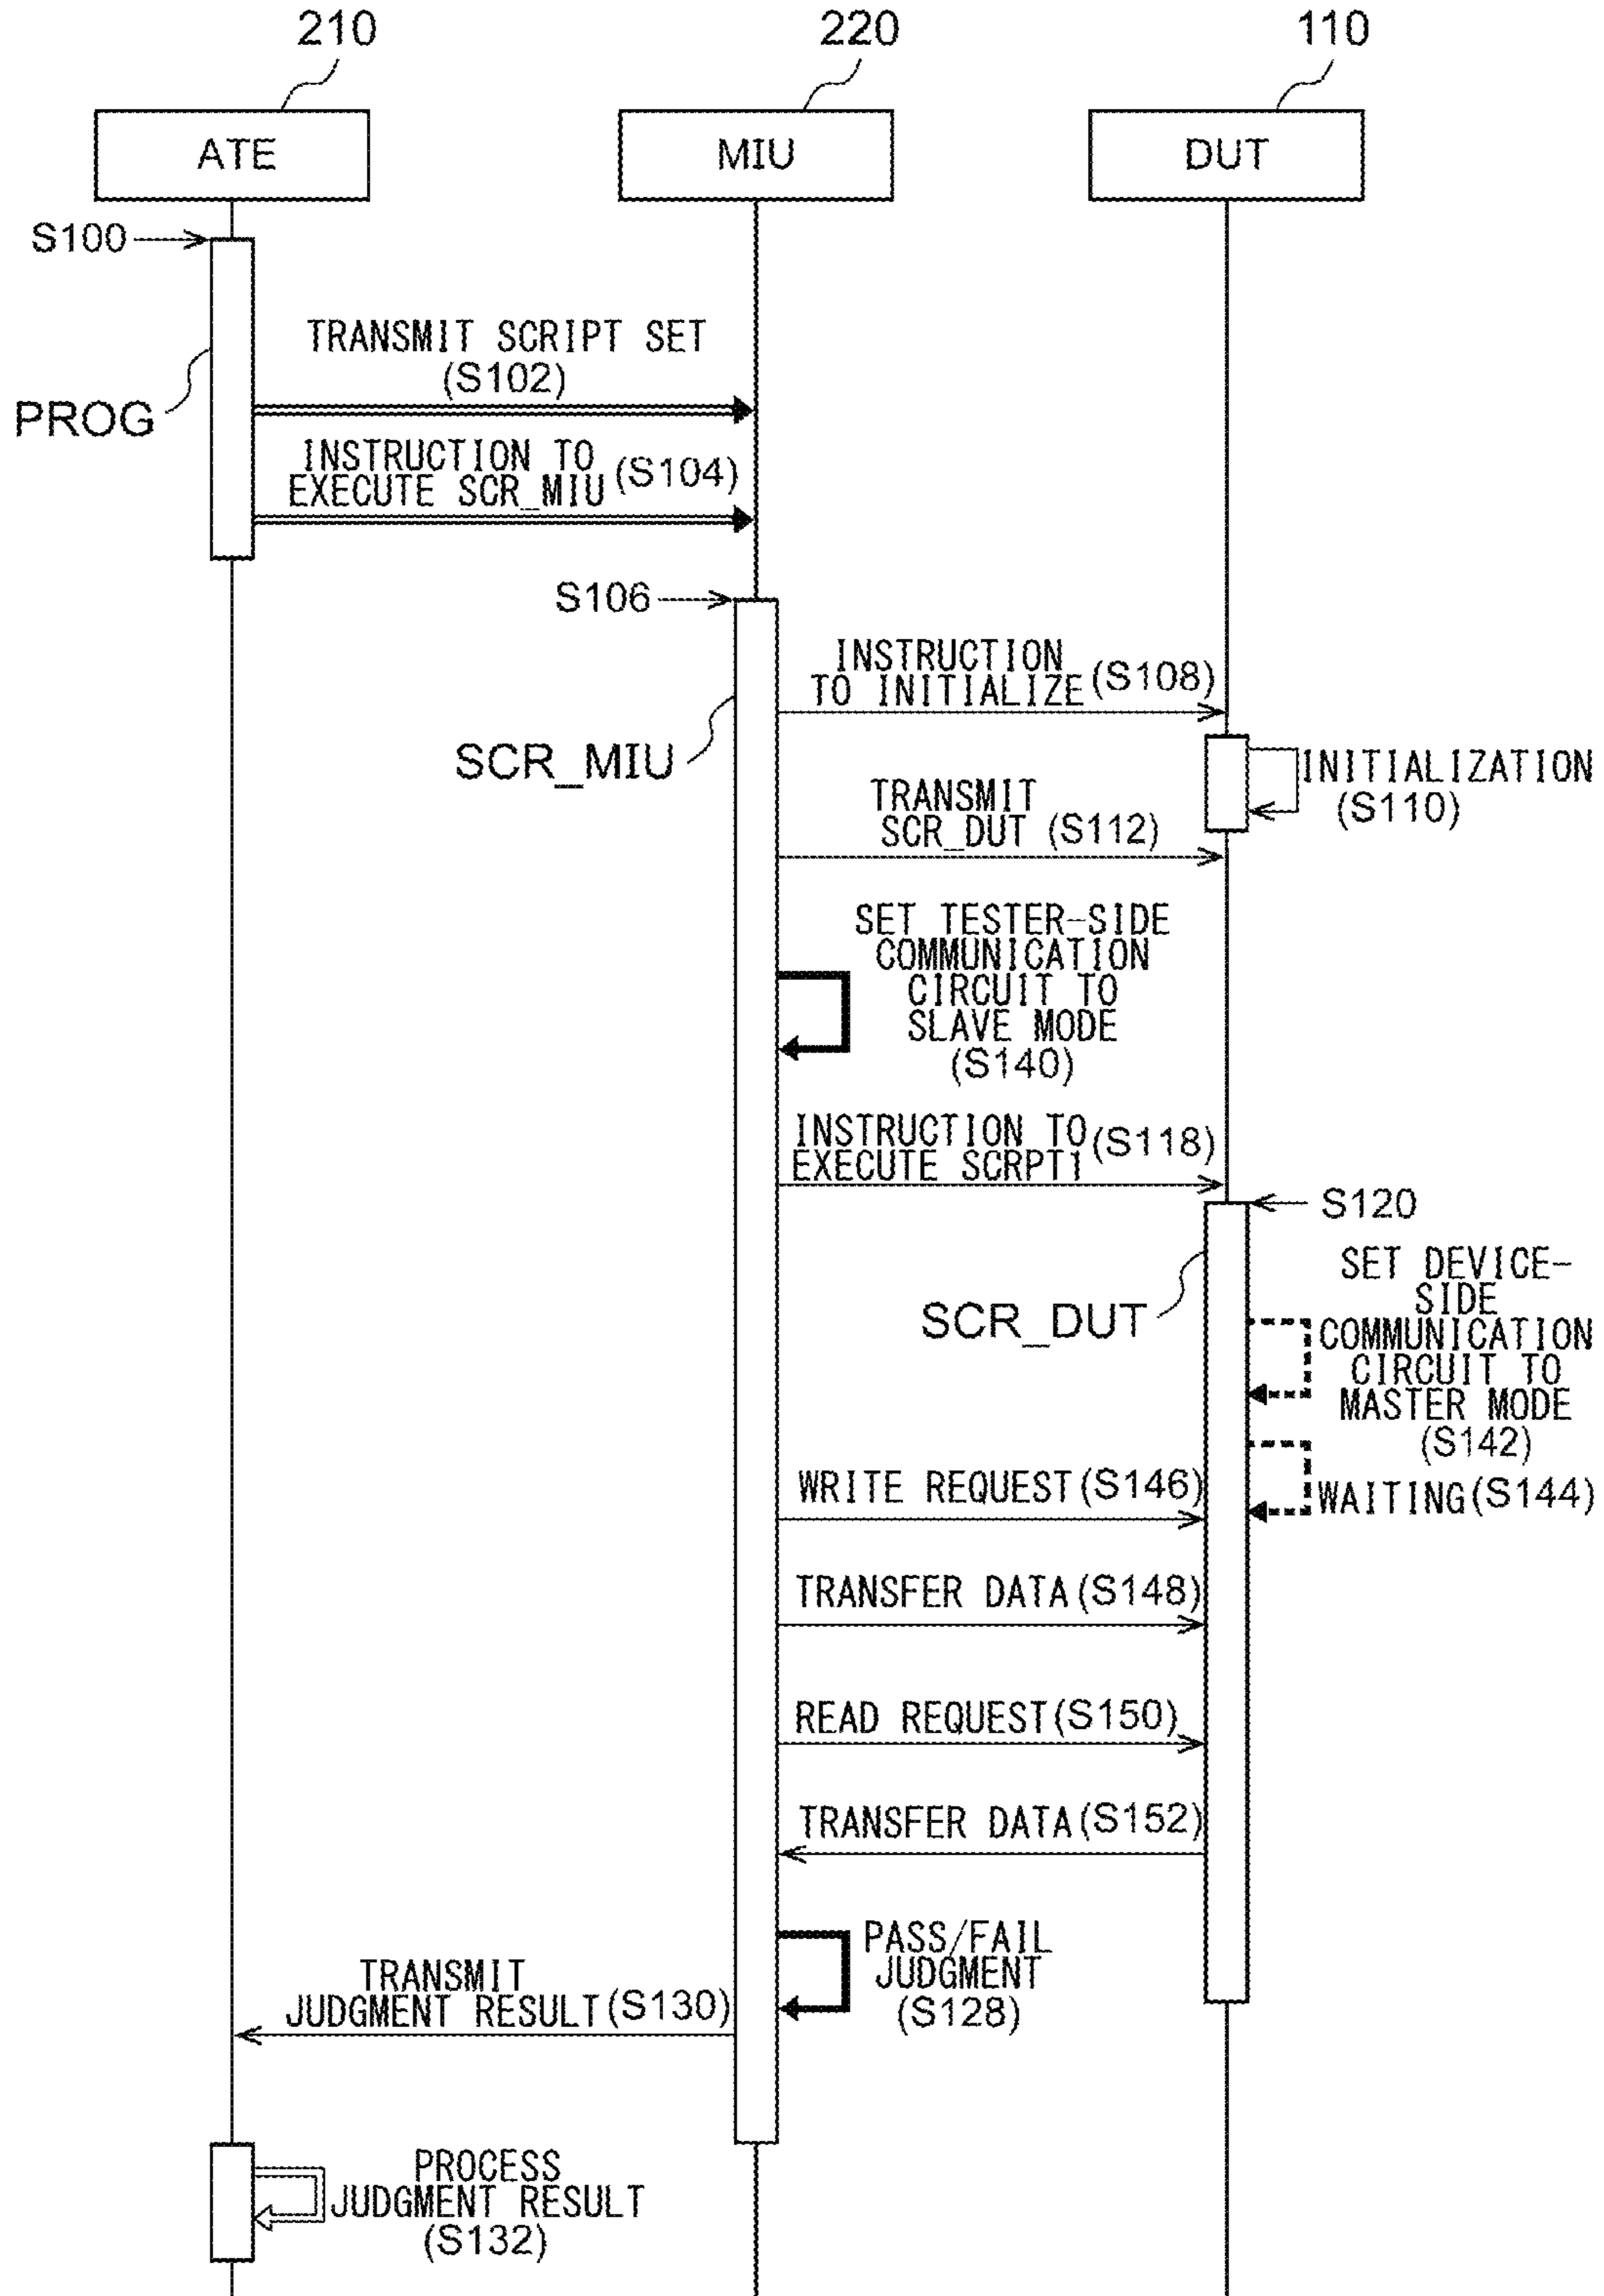 210
220
110
ATE
MIU
DUT
S100
TRANSMIT SCRIPT SET
(S102)
PROG
INSTRUCTION TO
EXECUTE SCR_MIU (S104)
S106
INSTRUCTION
TO INITIALIZE (S108)
SCR_MIU
INITIALIZATION
(S110)
TRANSMIT
SCR_DUT (S112)
SET TESTER-SIDE
COMMUNICATION
CIRCUIT TO
SLAVE MODE
(S140)
INSTRUCTION TO
EXECUTE SCRPT1 (S118)
S120
SCR_DUT
SET DEVICE-
SIDE
COMMUNICATION
CIRCUIT TO
MASTER MODE
(S142)
WRITE REQUEST (S146)
WAITING (S144)
TRANSFER DATA (S148)
READ REQUEST (S150)
TRANSFER DATA (S152)
PASS/FAIL
JUDGMENT
(S128)
TRANSMIT
JUDGMENT RESULT (S130)
PROCESS
JUDGMENT RESULT
(S132)